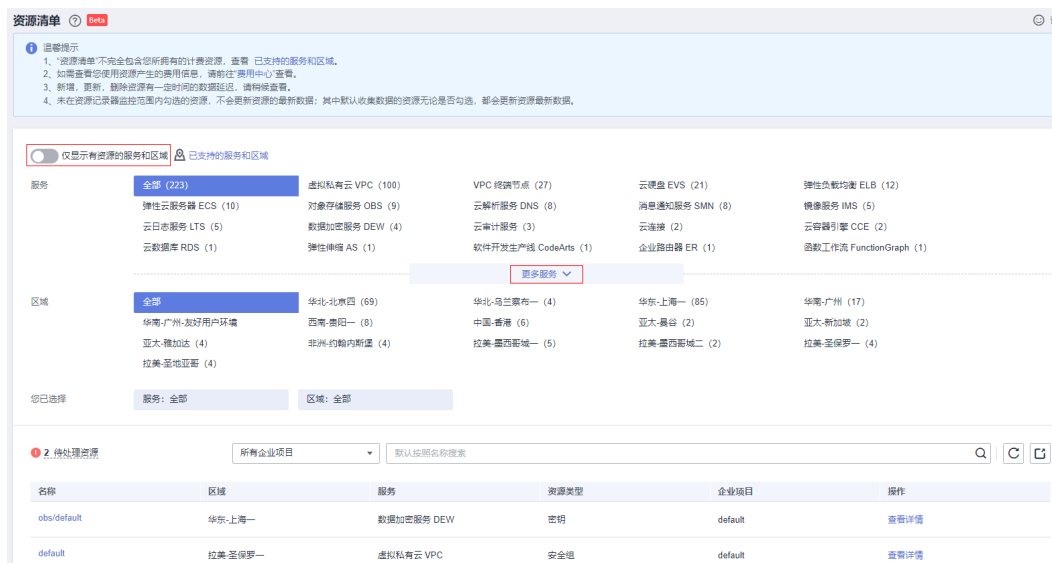 资源清单 ? Beta
温馨提示
1、“资源清单”不完全包含您所拥有的计费资源，查看 已支持的服务和区域。
2、如需查看您使用资源产生的费用信息，请前往“费用中心”查看。
3、新增，更新，删除资源有一定时间的数据延迟，请稍候查看。
4、未在资源记录器监控范围内勾选的资源，不会更新资源的最新数据；其中默认收集数据的资源无论是否勾选，都会更新资源最新数据。
仅显示有资源的服务和区域 已支持的服务和区域
服务 全部（223） 虚拟私有云 VPC（100） VPC 终端节点（27） 云硬盘 EVS（21） 弹性负载均衡 ELB（12）
弹性云服务器 ECS（10） 对象存储服务 OBS（9） 云解析服务 DNS（8） 消息通知服务 SMN（8） 镜像服务 IMS（5）
云日志服务 LTS（5） 数据加密服务 DEW（4） 云审计服务（3） 云连接（2） 云容器引擎 CCE（2）
云数据库 RDS（1） 弹性伸缩 AS（1） 软件开发生产线 CodeArts（1） 企业路由器 ER（1） 函数工作流 FunctionGraph（1）
更多服务
区域 全部 华北-北京四（69） 华北-乌兰察布一（4） 华东-上海一（85） 华南-广州（17）
华南-广州-友好用户环境 西南-贵阳一（8） 中国-香港（6） 亚太-曼谷（2） 亚太-新加坡（2）
亚太-雅加达（4） 非洲-约翰内斯堡（4） 拉美-墨西哥城一（5） 拉美-墨西哥城二（2） 拉美-圣保罗一（4）
拉美-圣地亚哥（4）
您已选择 服务：全部 区域：全部
2 待处理资源 所有企业项目 默认按照名称搜索
名称 区域 服务 资源类型 企业项目 操作
obs/default 华东-上海一 数据加密服务 DEW 密钥 default 查看详情
default 拉美-圣保罗一 虚拟私有云 VPC 安全组 default 查看详情